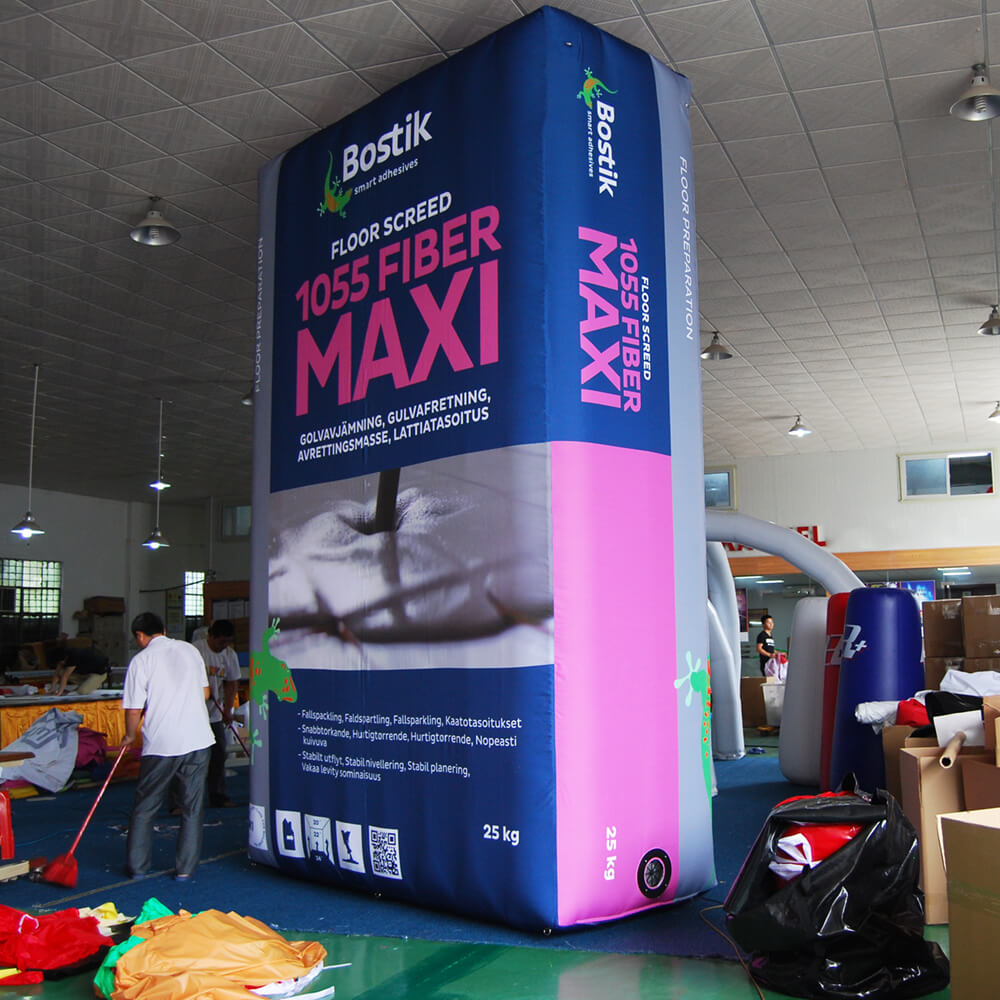 Bostik
smart adhesives
FLOOR SCREED
1055 FIBER
MAXI
GOLVAVJÄMNING, GULVAFRETNING,
AVRETTINGSMASSE, LATTIATASOITUS
- Fallspackling, Faldspartling, Fallsparkling, Kaatotasoitukset
- Snabbtorkande, Hurtigtørrende, Hurtigtørrende, Nopeasti
kuivuva
- Stabilt utflyt, Stabil nivellering, Stabil planering,
Vakaa levity sominaisuus
25 kg
FLOOR PREPARATION
Bostik
smart adhesives
FLOOR SCREED
1055 FIBER
MAXI
25 kg
FLOOR PREPARATION